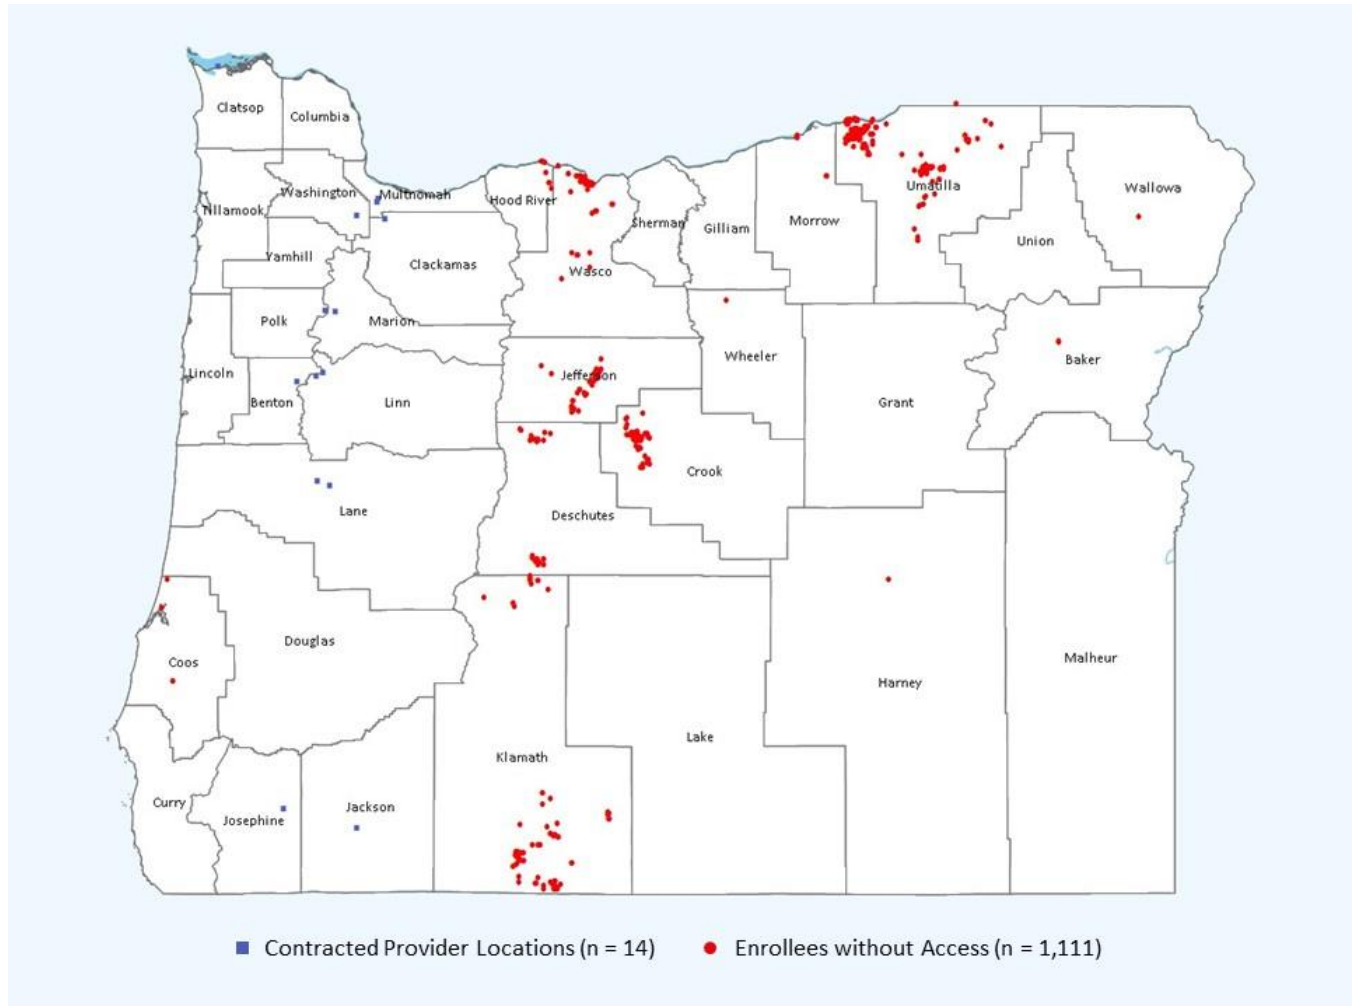 Clatsop
Columbia
Washington
Multnomah
Hood River
Tillamook
Sherman
Gilliam
Morrow
Umatilla
Wallowa
Union
Yamhill
Clackamas
Wasco
Polk
Marion
Wheeler
Baker
Lincoln
Jefferson
Benton
Linn
Grant
Crook
Lane
Deschutes
Douglas
Coos
Malheur
Harney
Lake
Klamath
Curry
Jackson
Josephine
Contracted Provider Locations (n = 14)
Enrollees without Access (n = 1,111)